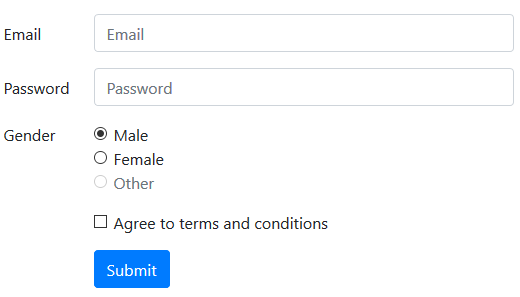 Email Email
Password Password
Gender Male
Female
Other
Agree to terms and conditions
Submit